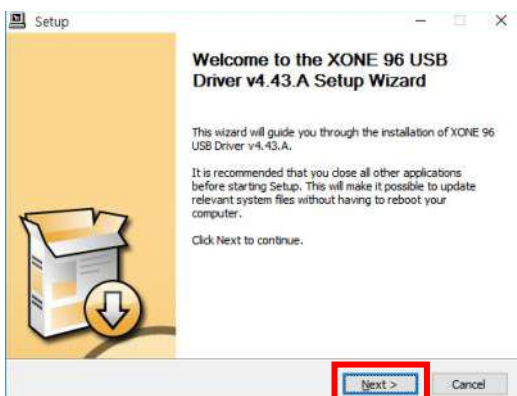 Setup
Welcome to the XONE 96 USB
Driver v4.43.A Setup Wizard
This wizard will guide you through the installation of XONE 96
USB Driver v4.43.A.
It is recommended that you close all other applications
before starting Setup. This will make it possible to update
relevant system files without having to reboot your
computer.
Click Next to continue.
Next >
Cancel